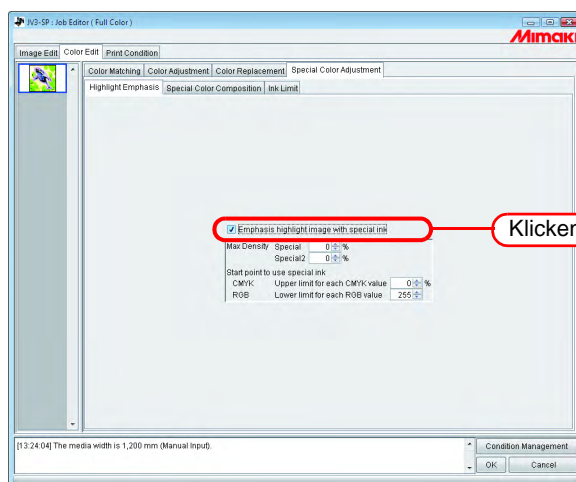 JV3-SP : Job Editor ( Full Color )
Mimaki
Image Edit Color Edit Print Condition
Color Matching Color Adjustment Color Replacement Special Color Adjustment
Highlight Emphasis Special Color Composition Ink Limit
Emphasis highlight image with special ink
Klicken
Max Density Special 0 %
Special2 0 %
Start point to use special ink
CMYK Upper limit for each CMYK value 0 %
RGB Lower limit for each RGB value 255
[13:24:04] The media width is 1,200 mm (Manual Input).
Condition Management
OK Cancel